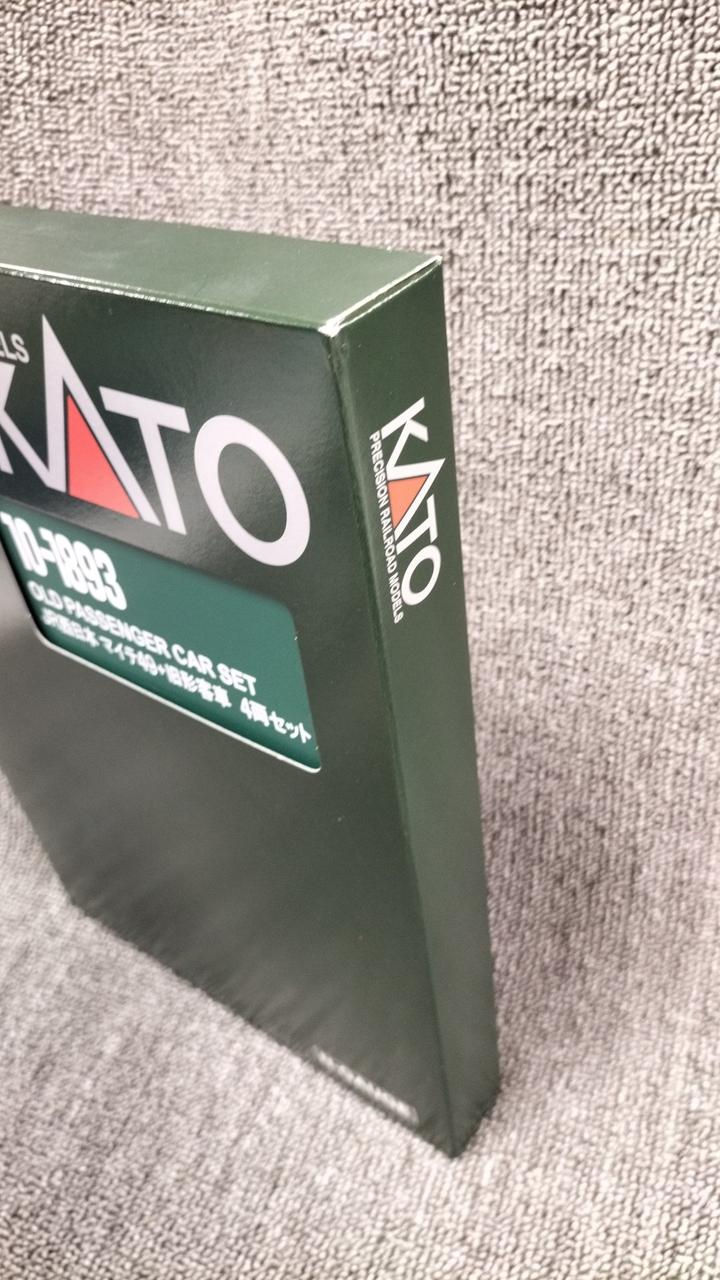 ELS
KATO
10-1893
OLD PASSENGER CAR SET
JR西日本 マイテ49+旧形客車 4両セット
KATO
PRECISION RAILROAD MODELS